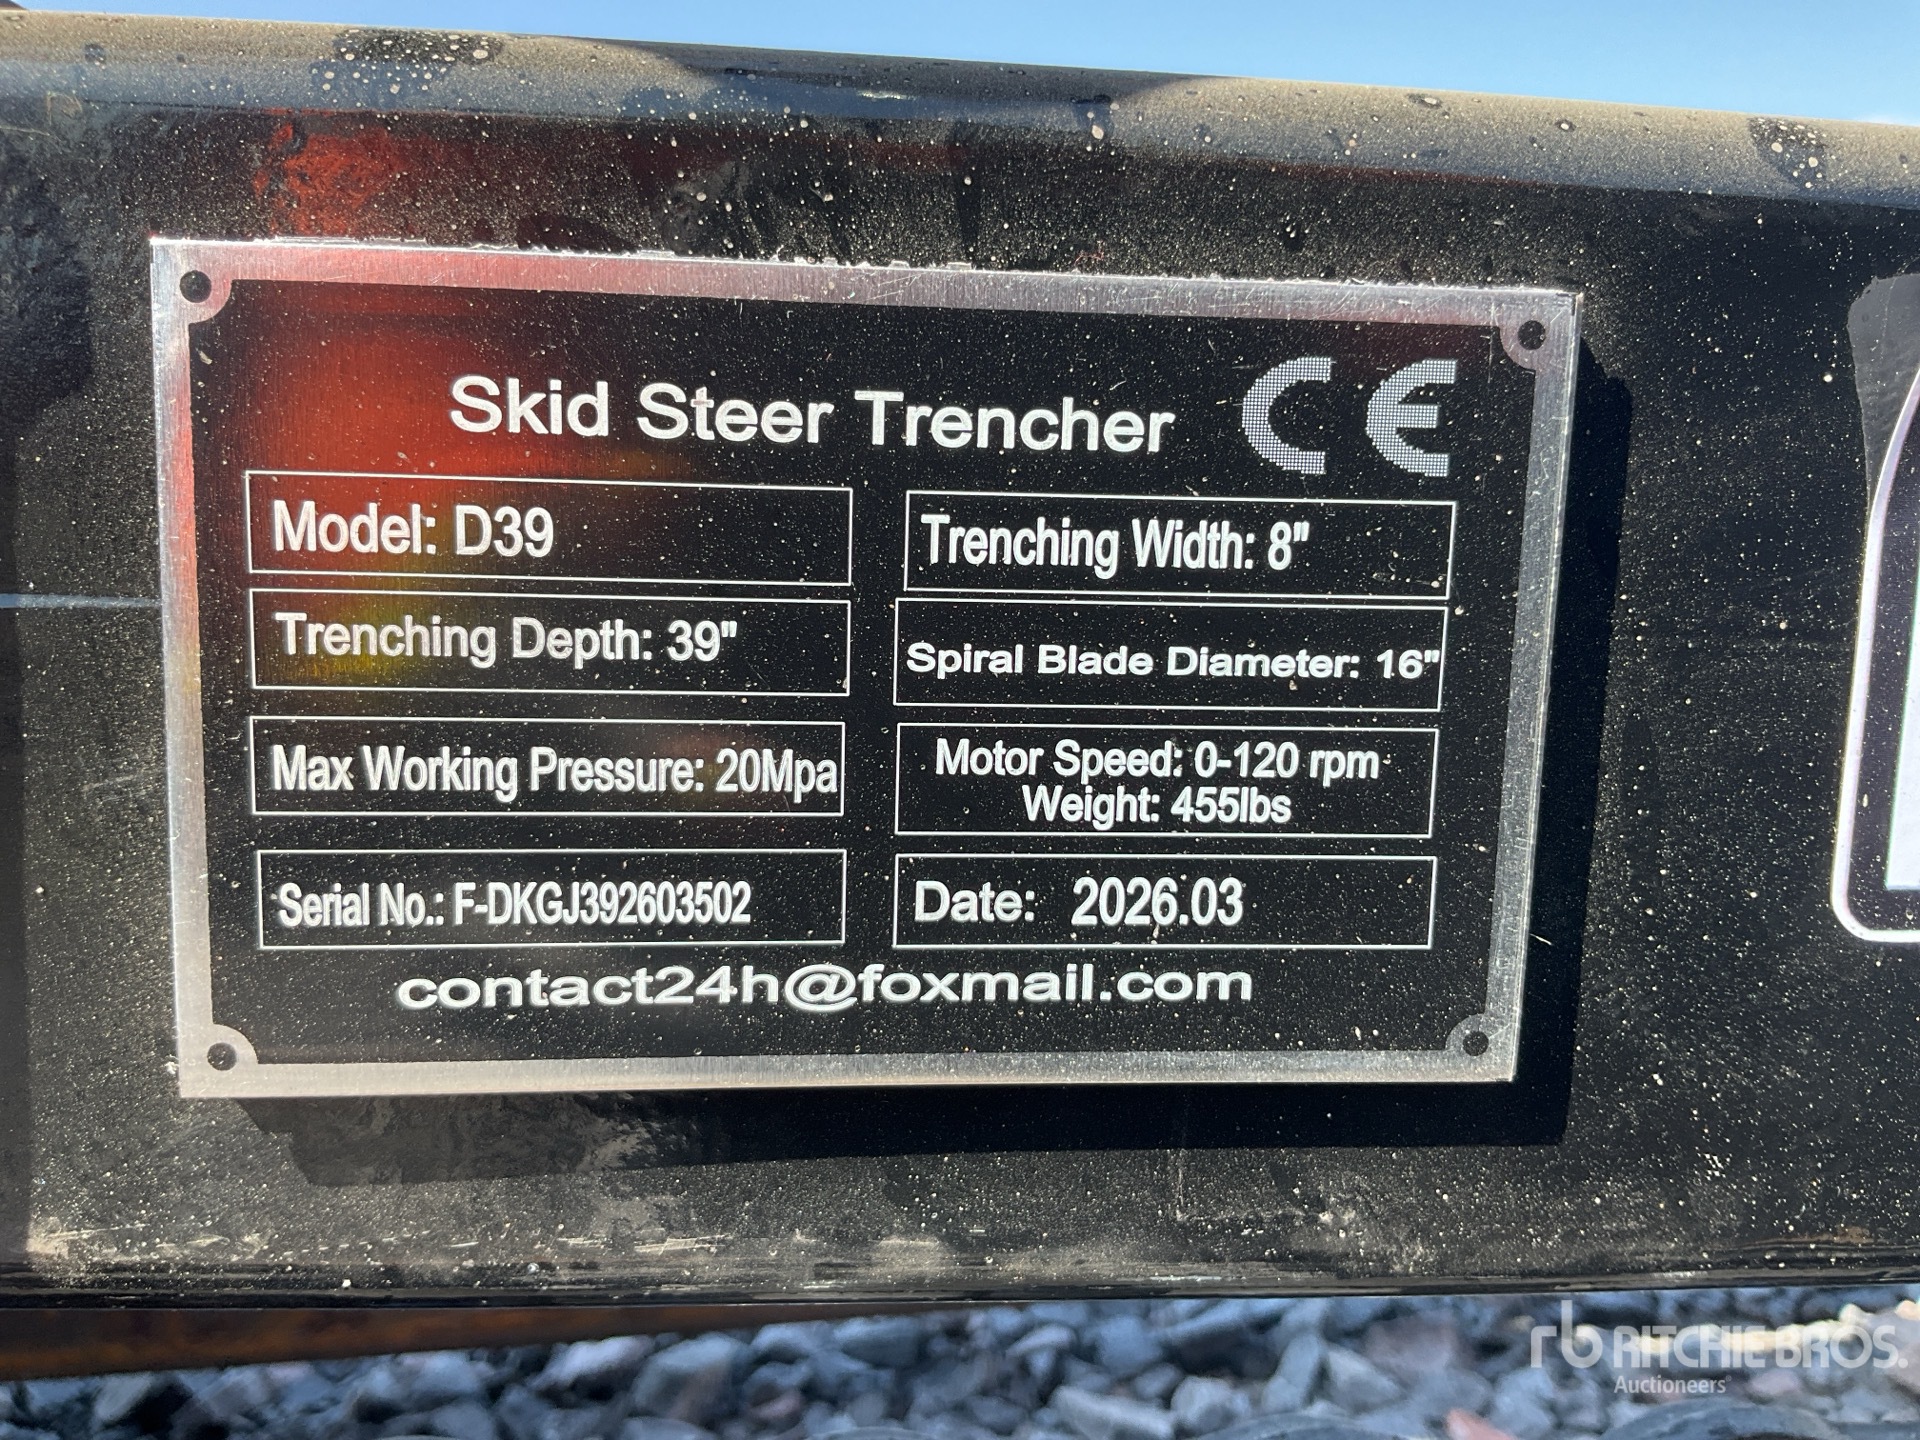 Skid Steer Trencher CE
Model: D39
Trenching Width: 8"
Trenching Depth: 39"
Spiral Blade Diameter: 16"
Max Working Pressure: 20Mpa
Motor Speed: 0-120 rpm
Weight: 455lbs
Serial No.: F-DKGJ392603502
Date: 2026.03
contact24h@foxmail.com
rb RITCHIE BROS.
Auctioneers